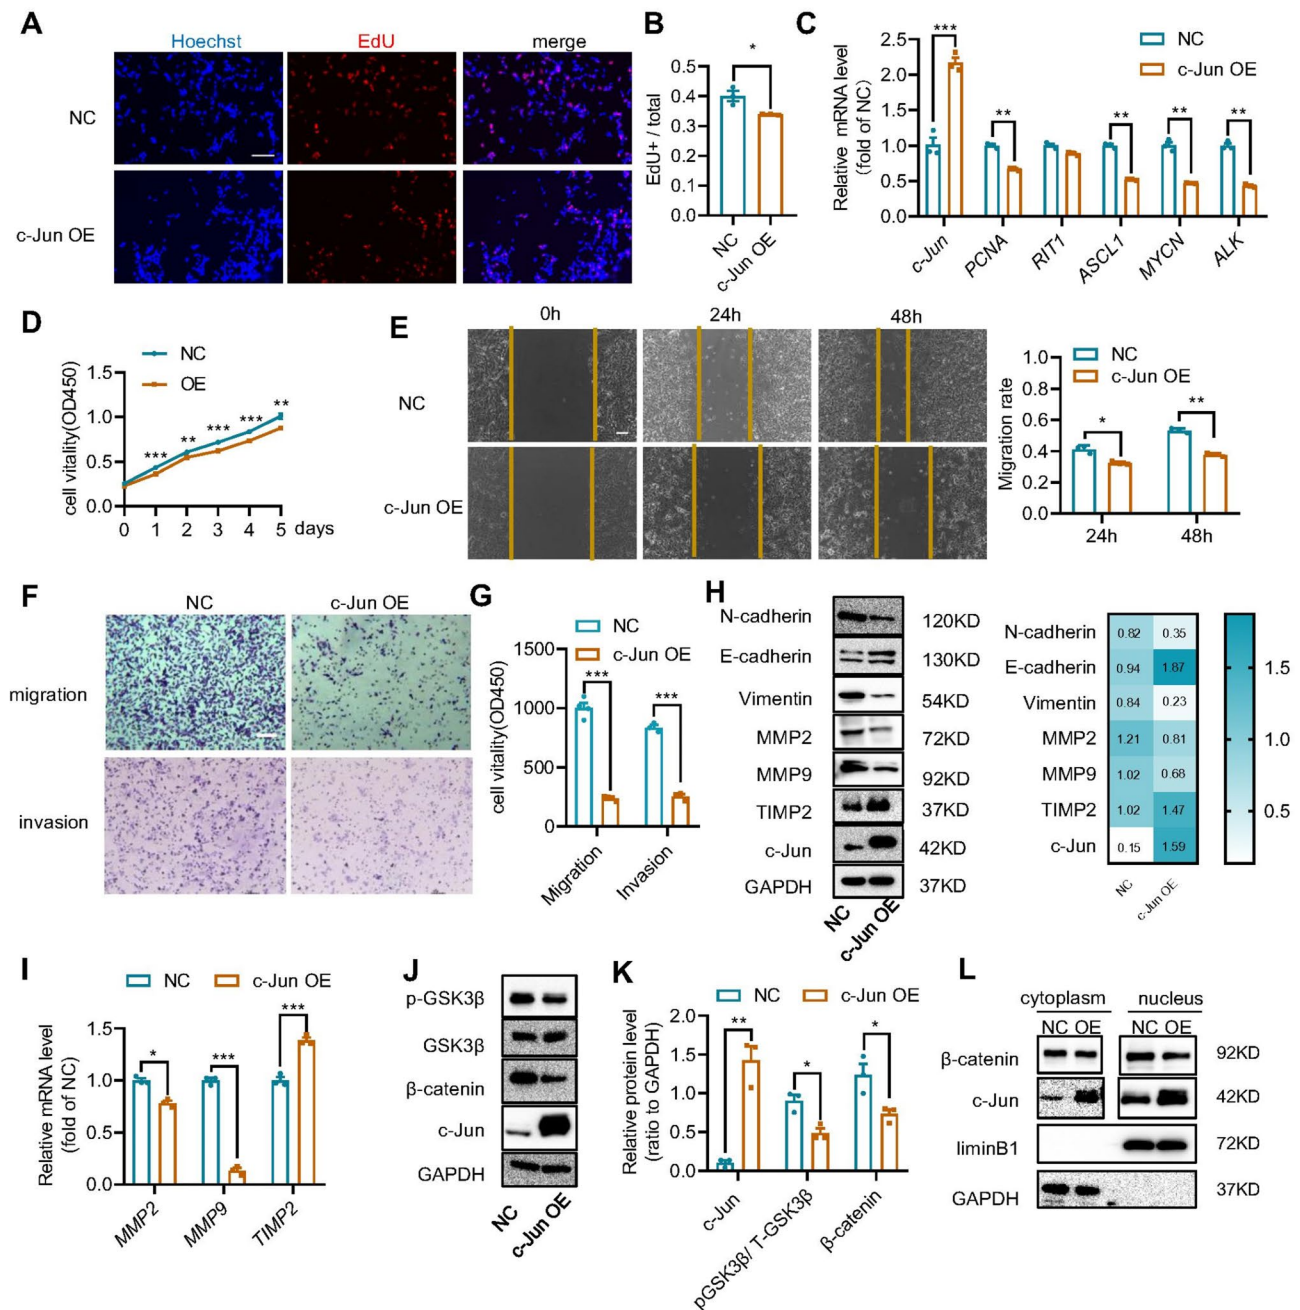 A
Hoechst
EdU
merge
NC
c-Jun OE
B
*
EdU+ / total
0.5
0.4
0.3
0.2
0.1
0.0
NC
c-Jun OE
C
NC
c-Jun OE
Relative mRNA level
(fold of NC)
2.5
2.0
1.5
1.0
0.5
0.0
***
**
**
**
**
c-Jun
PCNA
RIT1
ASCL1
MYCN
ALK
D
NC
OE
cell vitality(OD450)
1.5
1.0
0.5
0.0
***
**
***
***
**
0 1 2 3 4 5 days
E
0h
24h
48h
NC
c-Jun OE
NC
c-Jun OE
Migration rate
1.0
0.8
0.6
0.4
0.2
0.0
*
**
24h
48h
F
NC
c-Jun OE
migration
invasion
G
NC
c-Jun OE
cell vitality(OD450)
1500
1000
500
0
***
***
Migration
Invasion
H
N-cadherin 120KD
E-cadherin 130KD
Vimentin 54KD
MMP2 72KD
MMP9 92KD
TIMP2 37KD
c-Jun 42KD
GAPDH 37KD
NC
c-Jun OE
N-cadherin 0.82 0.35
E-cadherin 0.94 1.87
Vimentin 0.84 0.23
MMP2 1.21 0.81
MMP9 1.02 0.68
TIMP2 1.02 1.47
c-Jun 0.15 1.59
NC
c-Jun OE
1.5
1.0
0.5
I
NC
c-Jun OE
Relative mRNA level
(fold of NC)
1.5
1.0
0.5
0.0
*
***
***
MMP2
MMP9
TIMP2
J
p-GSK3β
GSK3β
β-catenin
c-Jun
GAPDH
NC
c-Jun OE
K
NC
c-Jun OE
Relative protein level
(ratio to GAPDH)
2.0
1.5
1.0
0.5
0.0
**
*
*
c-Jun
pGSK3β/ T-GSK3β
β-catenin
L
cytoplasm nucleus
NC OE NC OE
β-catenin 92KD
c-Jun 42KD
liminB1 72KD
GAPDH 37KD